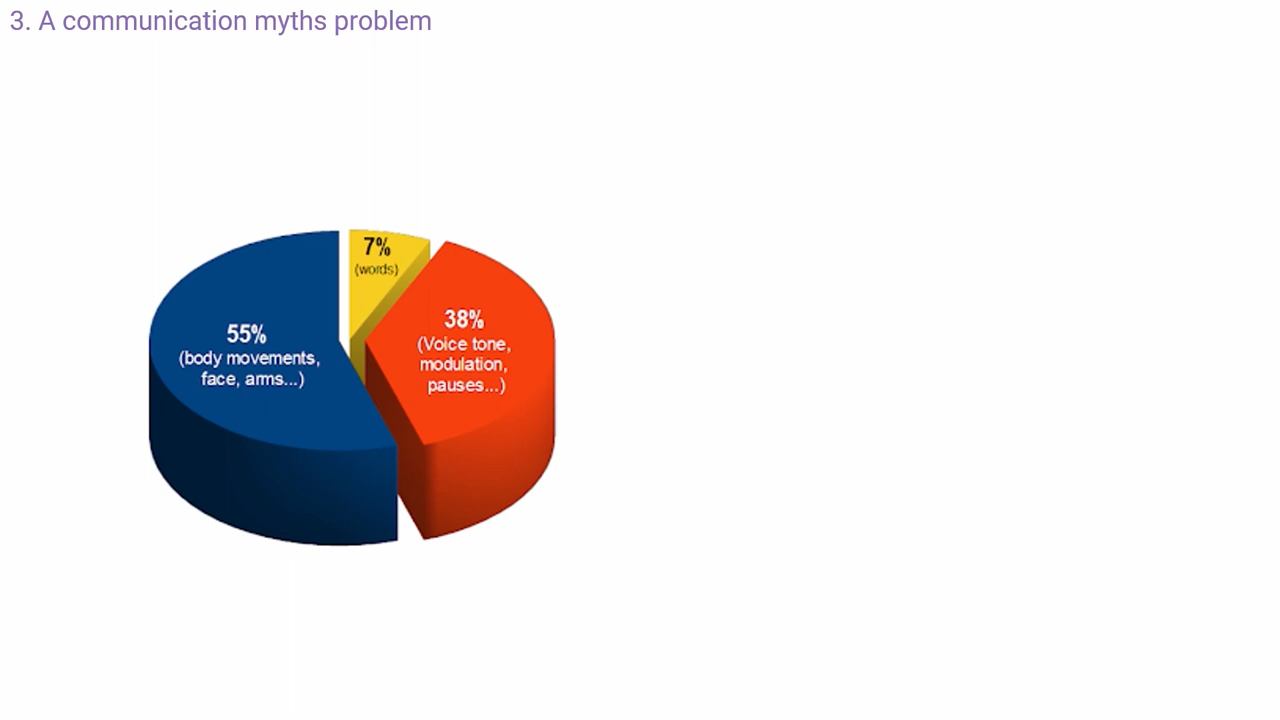 3. A communication myths problem
7%
(words)
38%
(Voice tone,
modulation,
pauses...)
55%
(body movements,
face, arms...)